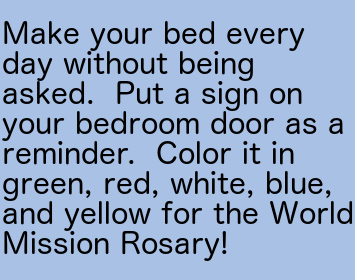 Make your bed every
day without being
asked.  Put a sign on
your bedroom door as a
reminder.  Color it in
green, red, white, blue,
and yellow for the World
Mission Rosary!